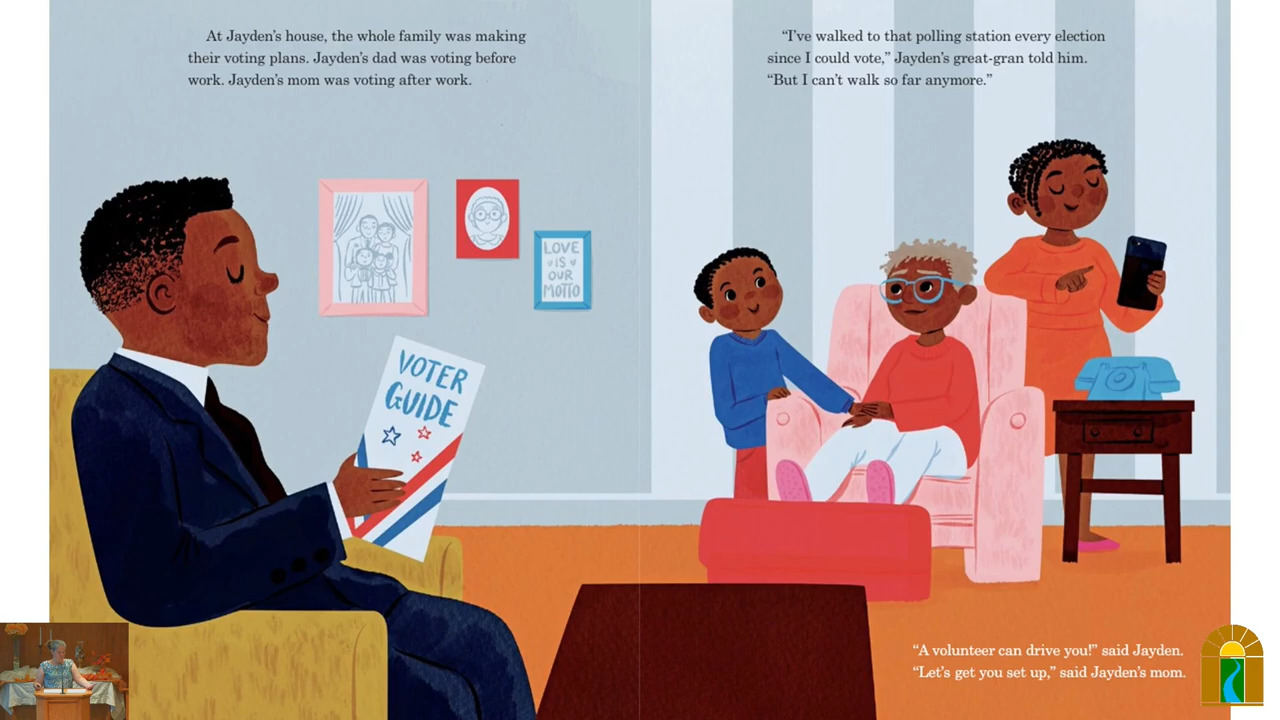 At Jayden’s house, the whole family was making
their voting plans. Jayden’s dad was voting before
work. Jayden’s mom was voting after work.
“I’ve walked to that polling station every election
since I could vote,” Jayden’s great-gran told him.
“But I can’t walk so far anymore.”
LOVE
IS
OUR
MOTTO
VOTER
GUIDE
“A volunteer can drive you!” said Jayden.
“Let’s get you set up,” said Jayden’s mom.